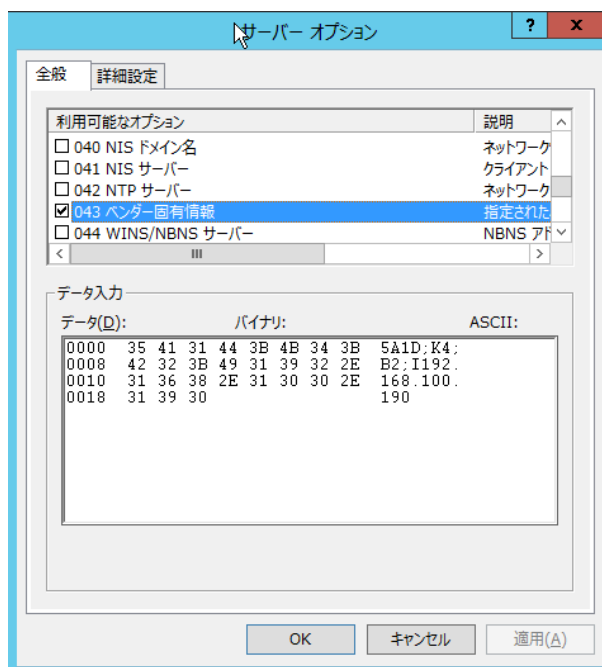 サーバー オプション
? x
全般 詳細設定
利用可能なオプション 説明
040 NIS ドメイン名 ネットワーク
041 NIS サーバー クライアント
042 NTP サーバー ネットワーク
043 ベンダー固有情報 指定された
044 WINS/NBNS サーバー NBNS アド
データ入力
データ(D): バイナリ: ASCII:
0000 35 41 31 44 3B 4B 34 3B 5A1D;K4;
0008 42 32 3B 49 31 39 32 2E B2;I192.
0010 31 36 38 2E 31 30 30 2E 168.100.
0018 31 39 30 190
OK キャンセル 適用(A)